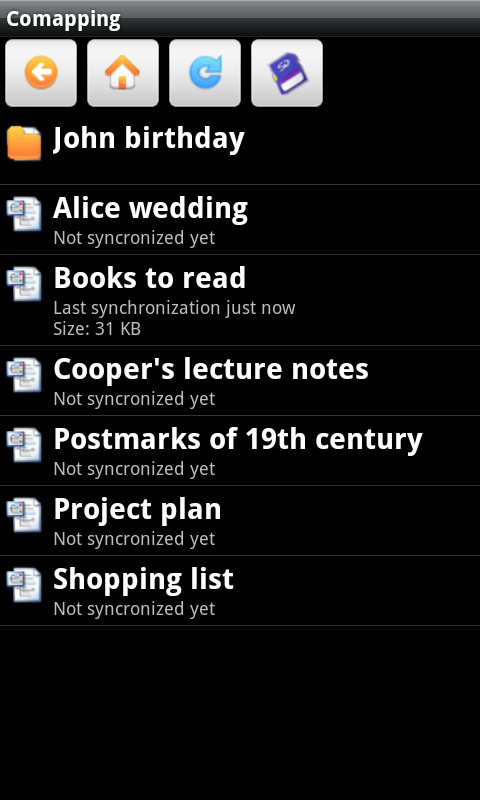 Comapping
John birthday
Alice wedding
Not syncronized yet
Books to read
Last synchronization just now
Size: 31 KB
Cooper's lecture notes
Not syncronized yet
Postmarks of 19th century
Not syncronized yet
Project plan
Not syncronized yet
Shopping list
Not syncronized yet